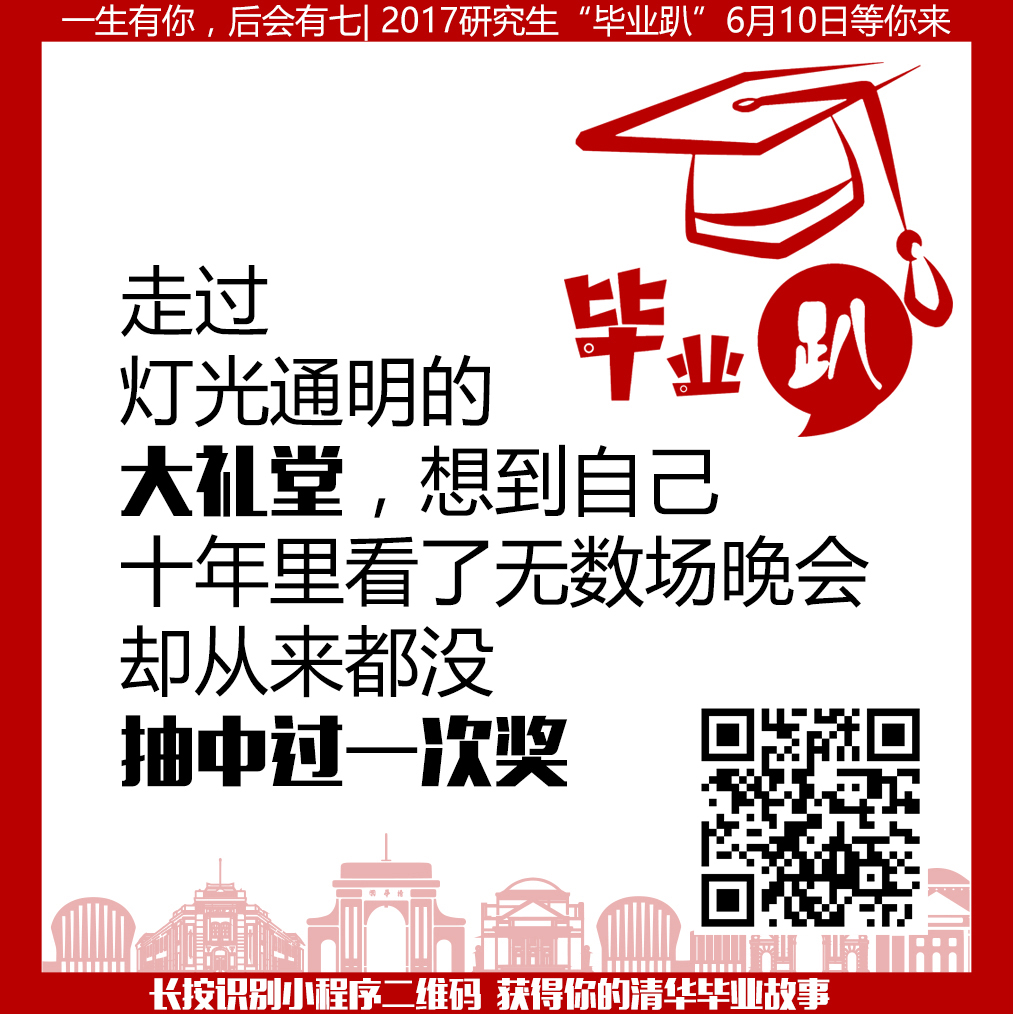 一生有你，后会有七| 2017研究生“毕业趴”6月10日等你来
毕业趴
走过
灯光通明的
大礼堂，想到自己
十年里看了无数场晚会
却从来都没
抽中过一次奖
長按识别小程序二维码 获得你的清华毕业故事